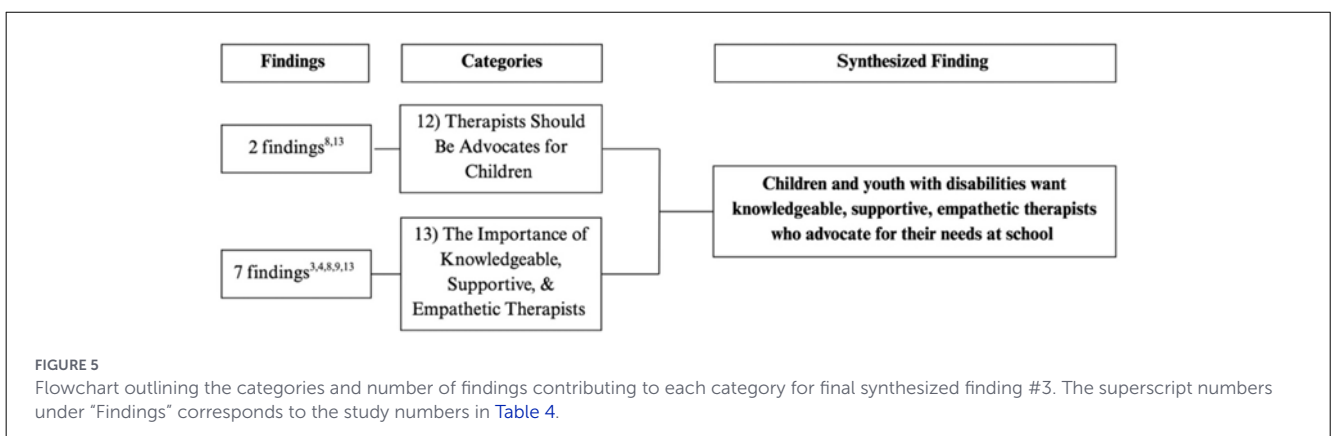 Findings
Categories
Synthesized Finding
2 findings8,13
12) Therapists Should
Be Advocates for
Children
7 findings3,4,8,9,13
13) The Importance of
Knowledgeable,
Supportive, &
Empathetic Therapists
Children and youth with disabilities want
knowledgeable, supportive, empathetic therapists
who advocate for their needs at school
FIGURE 5
Flowchart outlining the categories and number of findings contributing to each category for final synthesized finding #3. The superscript numbers
under "Findings" corresponds to the study numbers in Table 4.